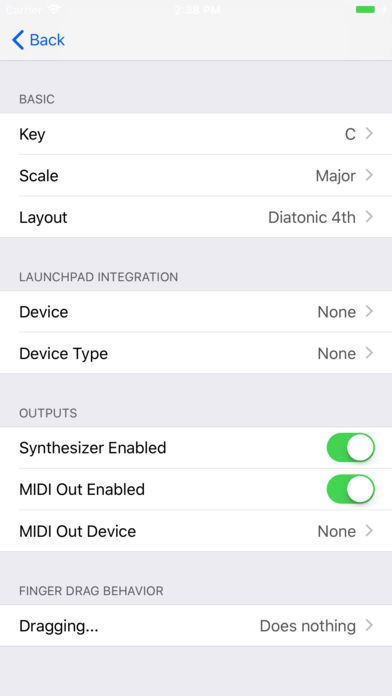 Carrier 2:38 PM
Back
BASIC
Key C
Scale Major
Layout Diatonic 4th
LAUNCHPAD INTEGRATION
Device None
Device Type None
OUTPUTS
Synthesizer Enabled
MIDI Out Enabled
MIDI Out Device None
FINGER DRAG BEHAVIOR
Dragging... Does nothing